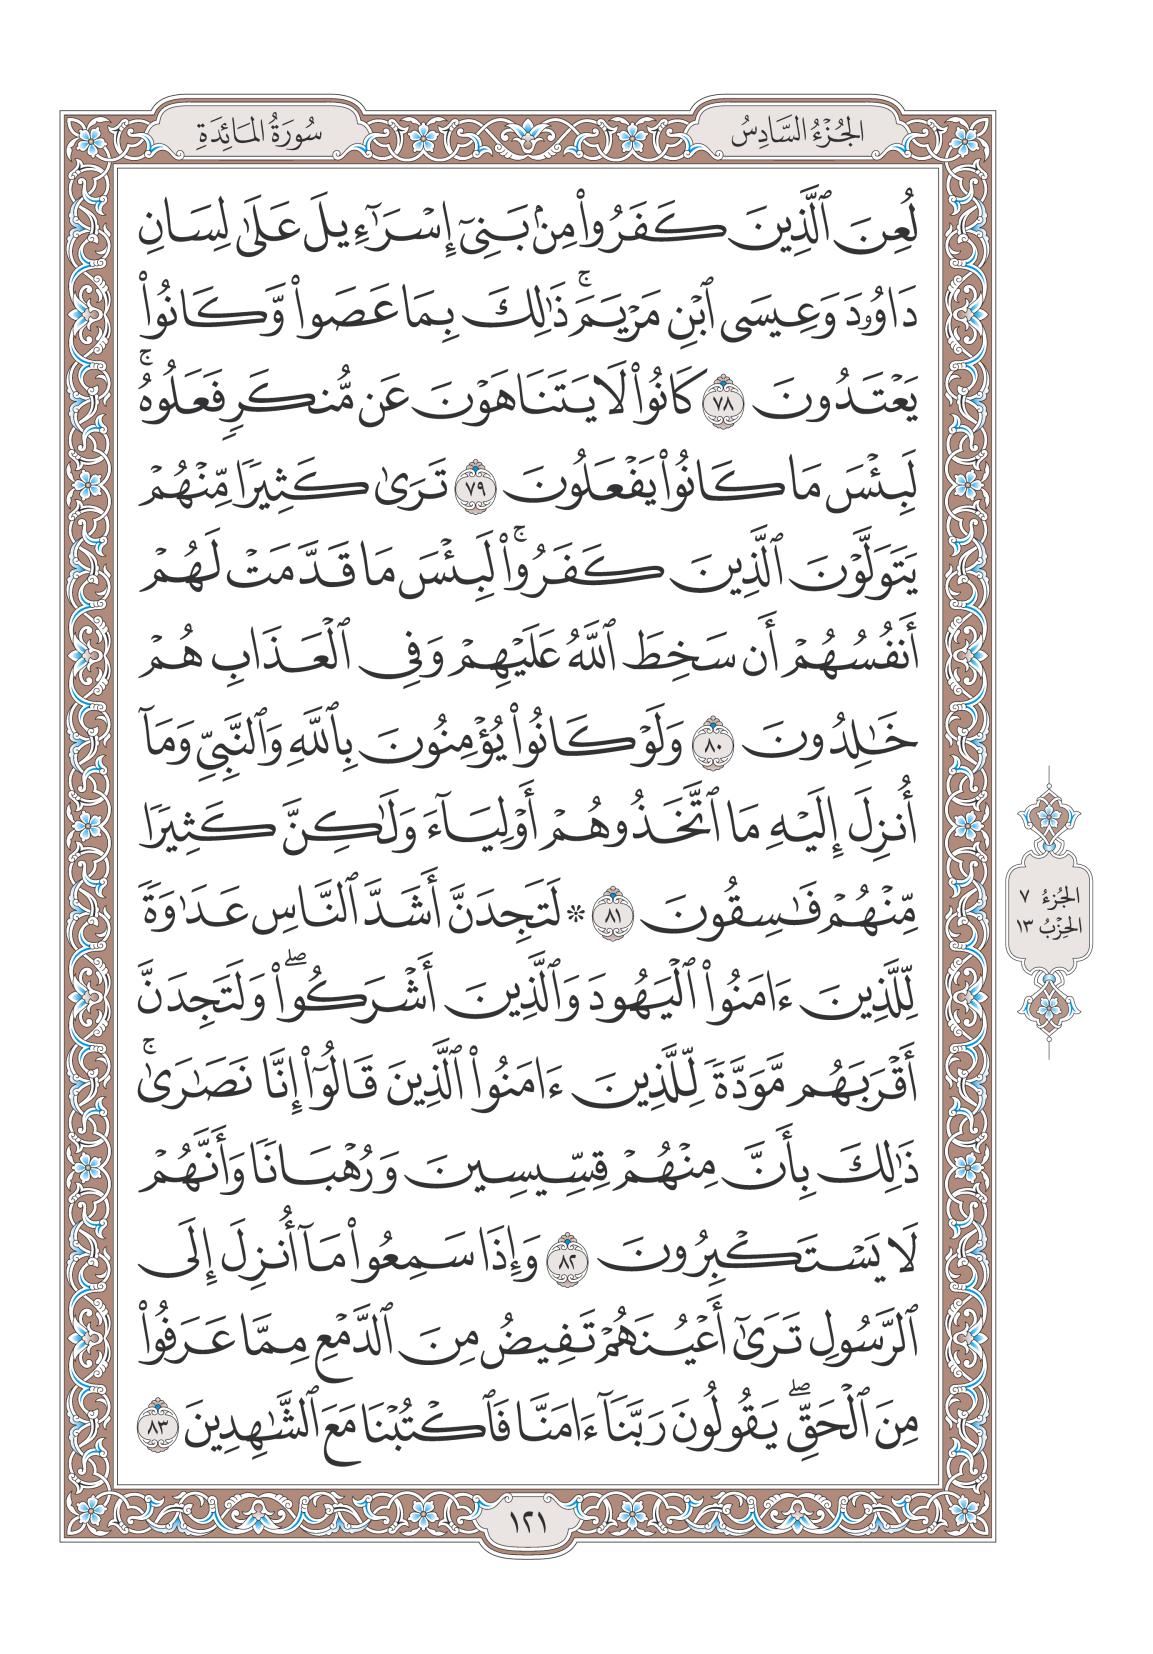 الجُزْءُ السَّادِسُ
سُورَةُ المَائِدَةِ
لُعِنَ ٱلَّذِينَ كَفَرُوا۟ مِنۢ بَنِىٓ إِسْرَٰٓءِيلَ عَلَىٰ لِسَانِ
دَاوُۥدَ وَعِيسَى ٱبْنِ مَرْيَمَ ۚ ذَٰلِكَ بِمَا عَصَوا۟ وَّكَانُوا۟
يَعْتَدُونَ ٧٨ كَانُوا۟ لَا يَتَنَاهَوْنَ عَن مُّنكَرٍ فَعَلُوهُ ۚ
لَبِئْسَ مَا كَانُوا۟ يَفْعَلُونَ ٧٩ تَرَىٰ كَثِيرًا مِّنْهُمْ
يَتَوَلَّوْنَ ٱلَّذِينَ كَفَرُوا۟ ۚ لَبِئْسَ مَا قَدَّمَتْ لَهُمْ
أَنفُسُهُمْ أَن سَخِطَ ٱللَّهُ عَلَيْهِمْ وَفِى ٱلْعَذَابِ هُمْ
خَـٰلِدُونَ ٨٠ وَلَوْ كَانُوا۟ يُؤْمِنُونَ بِٱللَّهِ وَٱلنَّبِىِّ وَمَآ
أُنزِلَ إِلَيْهِ مَا ٱتَّخَذُوهُمْ أَوْلِيَآءَ وَلَـٰكِنَّ كَثِيرًا
مِّنْهُمْ فَـٰسِقُونَ ٨١ ۞ لَتَجِدَنَّ أَشَدَّ ٱلنَّاسِ عَدَٰوَةً
لِّلَّذِينَ ءَامَنُوا۟ ٱلْيَهُودَ وَٱلَّذِينَ أَشْرَكُوا۟ ۖ وَلَتَجِدَنَّ
أَقْرَبَهُم مَّوَدَّةً لِّلَّذِينَ ءَامَنُوا۟ ٱلَّذِينَ قَالُوٓا۟ إِنَّا نَصَـٰرَىٰ ۚ
ذَٰلِكَ بِأَنَّ مِنْهُمْ قِسِّيسِينَ وَرُهْبَانًا وَأَنَّهُمْ
لَا يَسْتَكْبِرُونَ ٨٢ وَإِذَا سَمِعُوا۟ مَآ أُنزِلَ إِلَى
ٱلرَّسُولِ تَرَىٰٓ أَعْيُنَهُمْ تَفِيضُ مِنَ ٱلدَّمْعِ مِمَّا عَرَفُوا۟
مِنَ ٱلْحَقِّ ۖ يَقُولُونَ رَبَّنَآ ءَامَنَّا فَٱكْتُبْنَا مَعَ ٱلشَّـٰهِدِينَ ٨٣
الجُزْءُ ٧
الحِزْبُ ١٣
١٢١